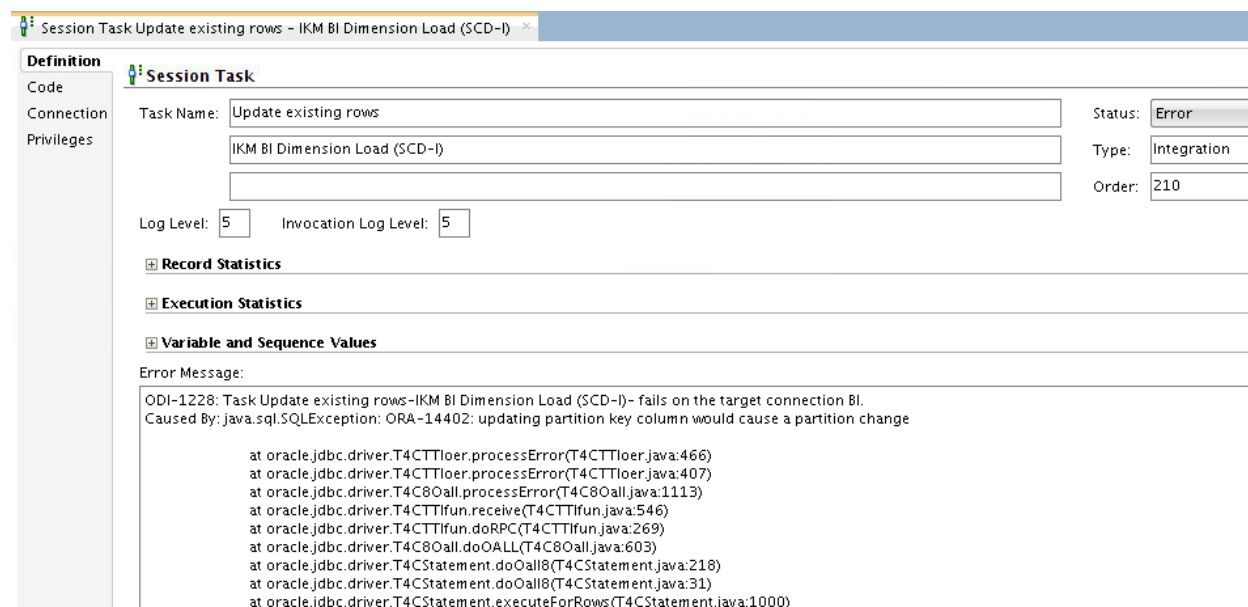 Session Task Update existing rows - IKM BI Dimension Load (SCD-I) ×
Definition
Code
Connection
Privileges
Session Task
Task Name: Update existing rows Status: Error
IKM BI Dimension Load (SCD-I) Type: Integration
Order: 210
Log Level: 5 Invocation Log Level: 5
Record Statistics
Execution Statistics
Variable and Sequence Values
Error Message:
ODI-1228: Task Update existing rows-IKM BI Dimension Load (SCD-I)- fails on the target connection BI.
Caused By: java.sql.SQLException: ORA-14402: updating partition key column would cause a partition change
at oracle.jdbc.driver.T4CTTIoer.processError(T4CTTIoer.java:466)
at oracle.jdbc.driver.T4CTTIoer.processError(T4CTTIoer.java:407)
at oracle.jdbc.driver.T4C8Oall.processError(T4C8Oall.java:1113)
at oracle.jdbc.driver.T4CTTIfun.receive(T4CTTIfun.java:546)
at oracle.jdbc.driver.T4CTTIfun.doRPC(T4CTTIfun.java:269)
at oracle.jdbc.driver.T4C8Oall.doOALL(T4C8Oall.java:603)
at oracle.jdbc.driver.T4CStatement.doOall8(T4CStatement.java:218)
at oracle.jdbc.driver.T4CStatement.doOall8(T4CStatement.java:31)
at oracle.jdbc.driver.T4CStatement.executeForRows(T4CStatement.java:1000)